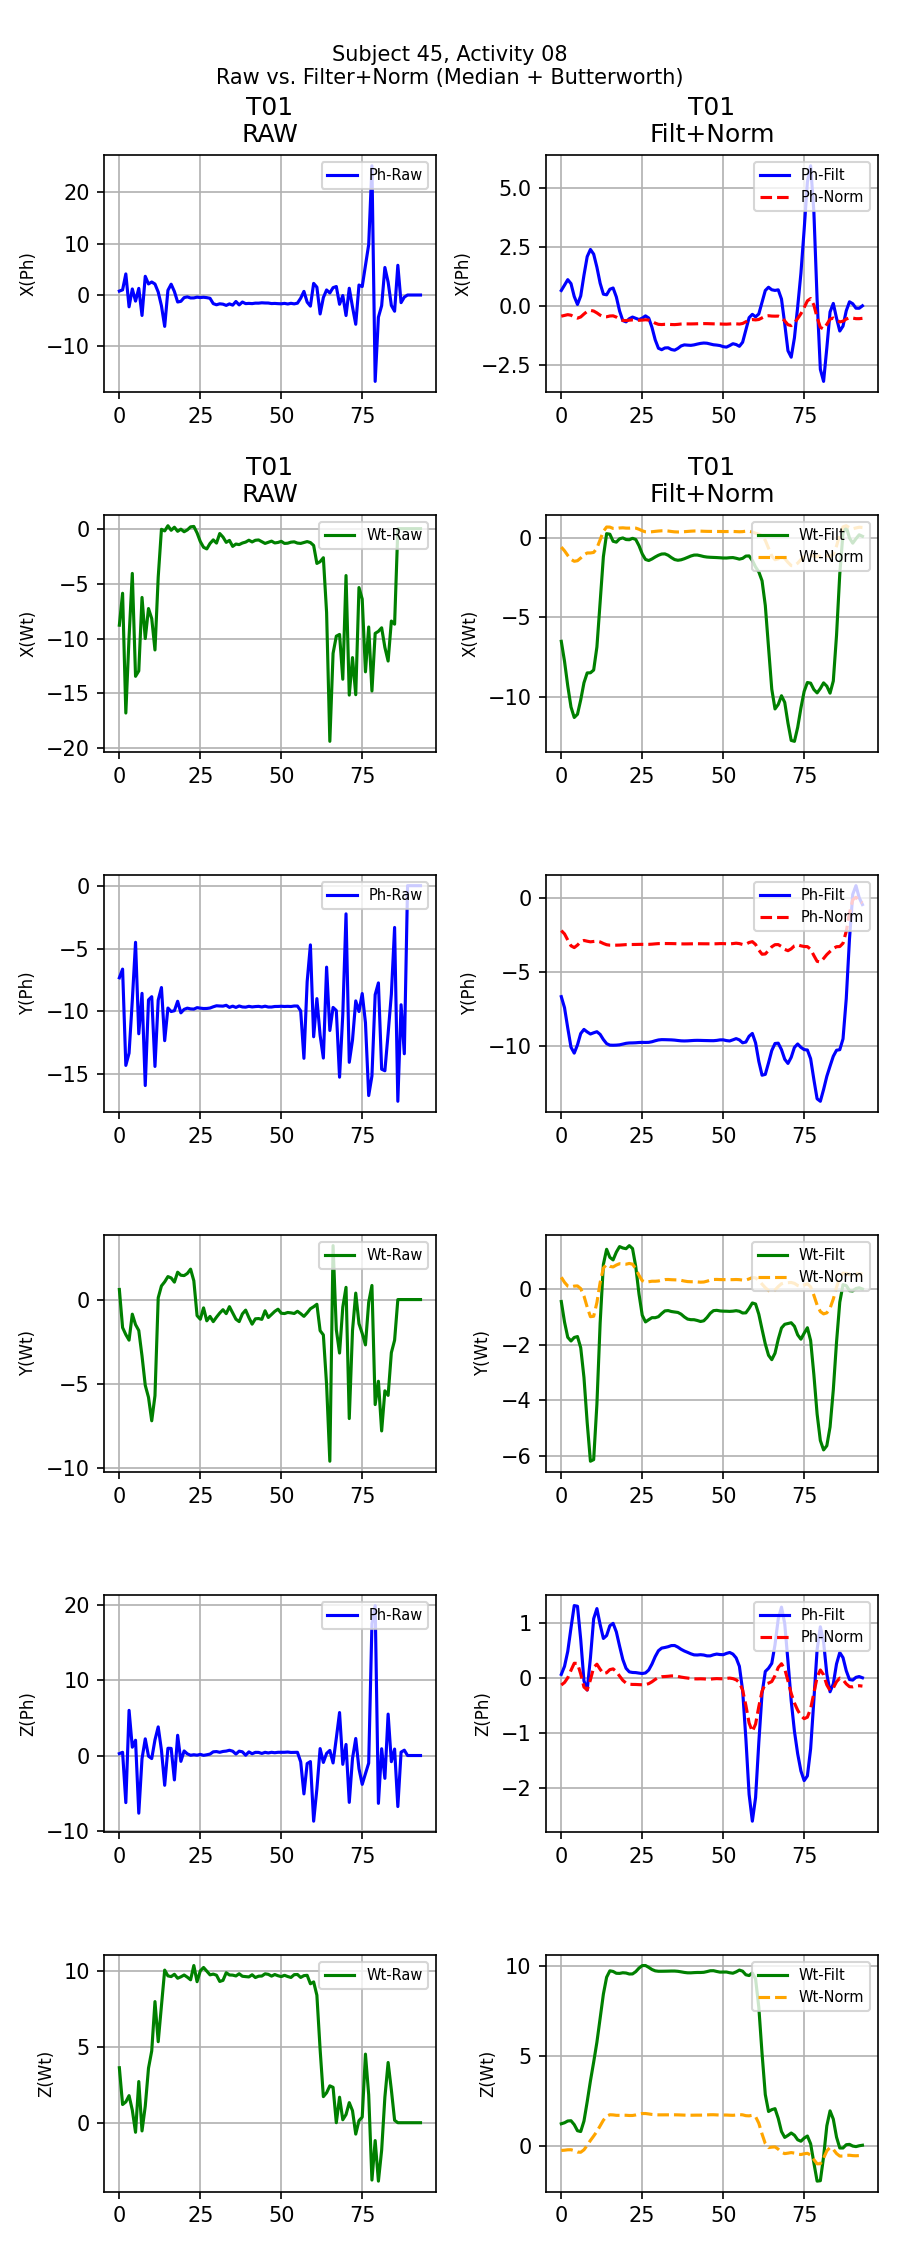 Subject 45, Activity 08
Raw vs. Filter+Norm (Median + Butterworth)
T01
RAW
X(Ph)
20
10
0
−10
0 25 50 75
Ph-Raw
T01
Filt+Norm
X(Ph)
5.0
2.5
0.0
−2.5
0 25 50 75
Ph-Filt
Ph-Norm
T01
RAW
X(Wt)
0
−5
−10
−15
−20
0 25 50 75
Wt-Raw
T01
Filt+Norm
X(Wt)
0
−5
−10
0 25 50 75
Wt-Filt
Wt-Norm
Y(Ph)
0
−5
−10
−15
0 25 50 75
Ph-Raw
Y(Ph)
0
−5
−10
0 25 50 75
Ph-Filt
Ph-Norm
Y(Wt)
0
−5
−10
0 25 50 75
Wt-Raw
Y(Wt)
0
−2
−4
−6
0 25 50 75
Wt-Filt
Wt-Norm
Z(Ph)
20
10
0
−10
0 25 50 75
Ph-Raw
Z(Ph)
1
0
−1
−2
0 25 50 75
Ph-Filt
Ph-Norm
Z(Wt)
10
5
0
0 25 50 75
Wt-Raw
Z(Wt)
10
5
0
0 25 50 75
Wt-Filt
Wt-Norm